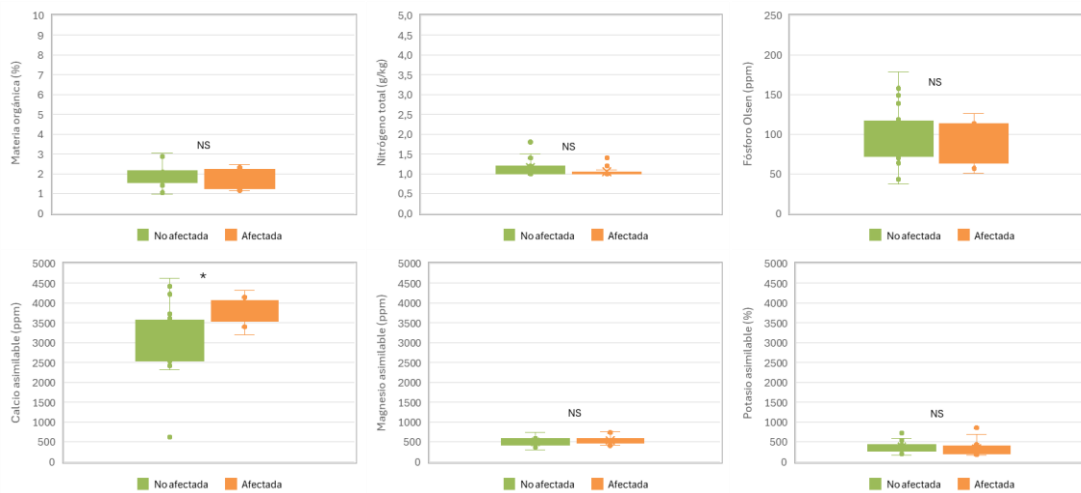 Materia orgánica (%)
10
9
8
7
6
5
4
3
2
1
0
NS
No afectada
Afectada
Nitrógeno total (g/kg)
5,0
4,5
4,0
3,5
3,0
2,5
2,0
1,5
1,0
0,5
0,0
NS
No afectada
Afectada
Fósforo Olsen (ppm)
250
200
150
100
50
0
NS
No afectada
Afectada
Calcio asimilable (ppm)
5000
4500
4000
3500
3000
2500
2000
1500
1000
500
0
*
No afectada
Afectada
Magnesio asimilable (ppm)
5000
4500
4000
3500
3000
2500
2000
1500
1000
500
0
NS
No afectada
Afectada
Potasio asimilable (%)
5000
4500
4000
3500
3000
2500
2000
1500
1000
500
0
NS
No afectada
Afectada